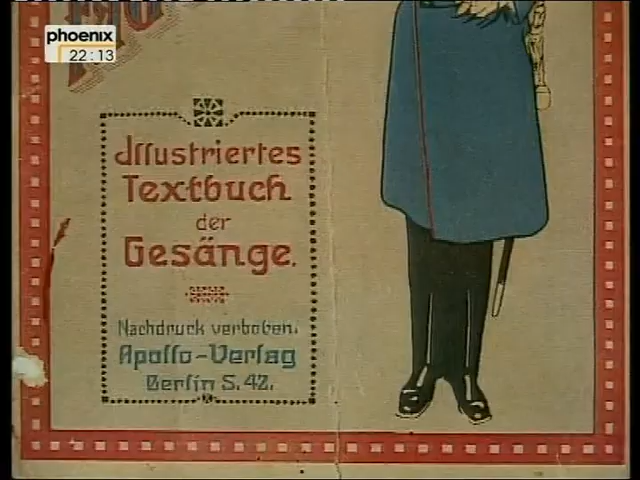 phoenix
22:13
Illustriertes
Textbuch
der
Gesänge.
Nachdruck verboten.
Apollo-Verlag
Berlin S. 42.